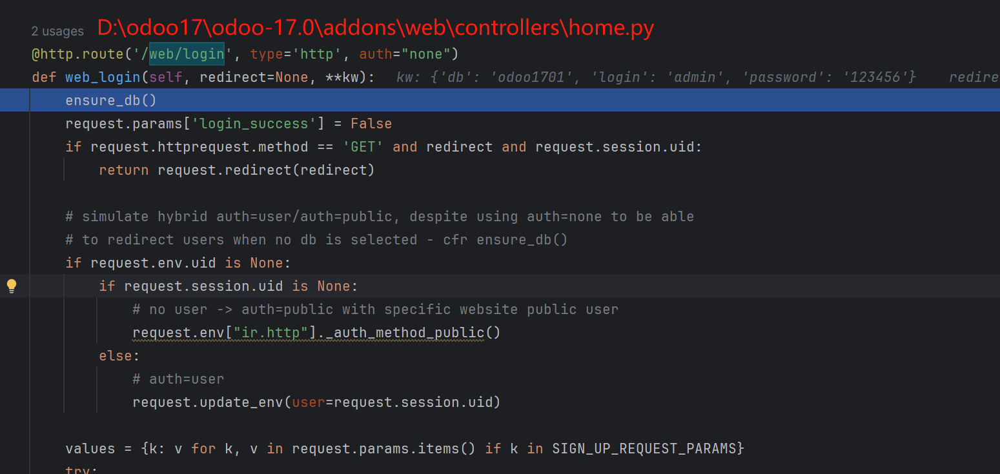 2 usages D:\odoo17\odoo-17.0\addons\web\controllers\home.py
@http.route('/web/login', type='http', auth="none")
def web_login(self, redirect=None, **kw): kw: {'db': 'odoo1701', 'login': 'admin', 'password': '123456'} redire
ensure_db()
request.params['login_success'] = False
if request.httprequest.method == 'GET' and redirect and request.session.uid:
return request.redirect(redirect)
# simulate hybrid auth=user/auth=public, despite using auth=none to be able
# to redirect users when no db is selected - cfr ensure_db()
if request.env.uid is None:
if request.session.uid is None:
# no user -> auth=public with specific website public user
request.env["ir.http"]._auth_method_public()
else:
# auth=user
request.update_env(user=request.session.uid)
values = {k: v for k, v in request.params.items() if k in SIGN_UP_REQUEST_PARAMS}
try: